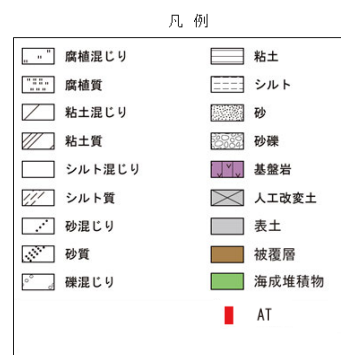 凡 例
腐植混じり
腐植質
粘土混じり
粘土質
シルト混じり
シルト質
砂混じり
砂質
礫混じり
粘土
シルト
砂
砂礫
基盤岩
人工改変土
表土
被覆層
海成堆積物
AT